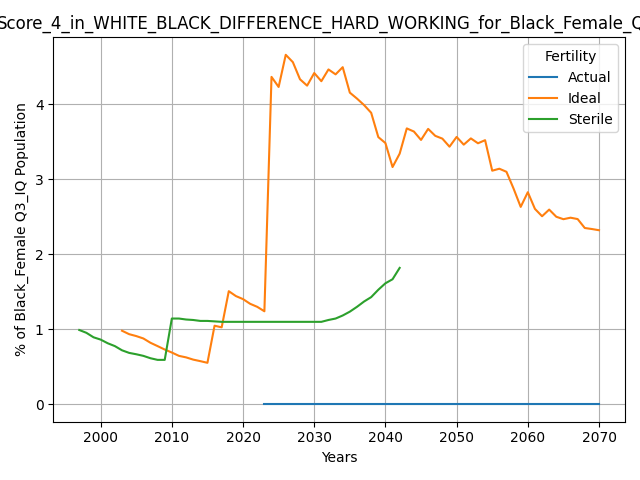 Score_4_in_WHITE_BLACK_DIFFERENCE_HARD_WORKING_for_Black_Female_Q
Fertility
Actual
Ideal
Sterile
% of Black_Female Q3_IQ Population
4
3
2
1
0
2000 2010 2020 2030 2040 2050 2060 2070
Years